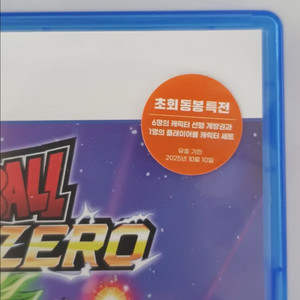 초회 동봉 특전
6명의 캐릭터 선행 개방권과
1명의 플레이어블 캐릭터 세트
유효 기간
2025년 10월 10일
BALL
ZERO